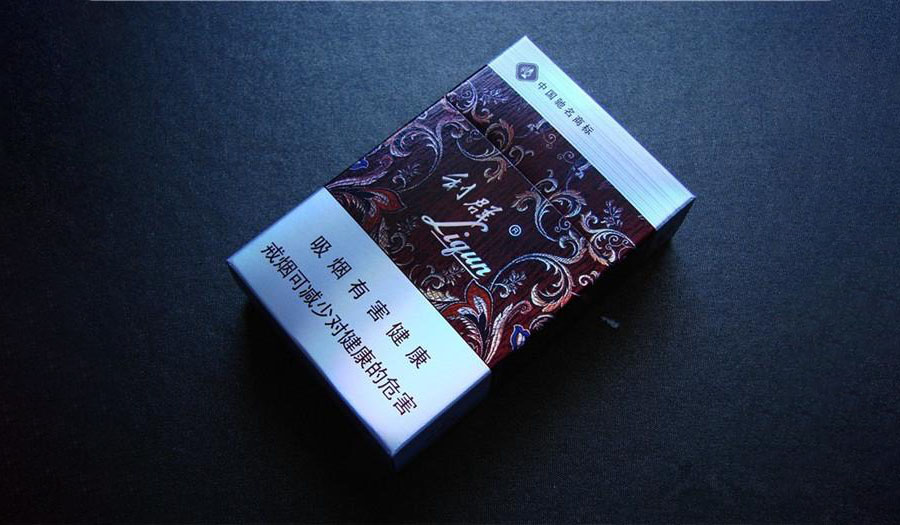 中国驰名商标
利群
Liqun
®
吸烟有害健康
戒烟可减少对健康的危害